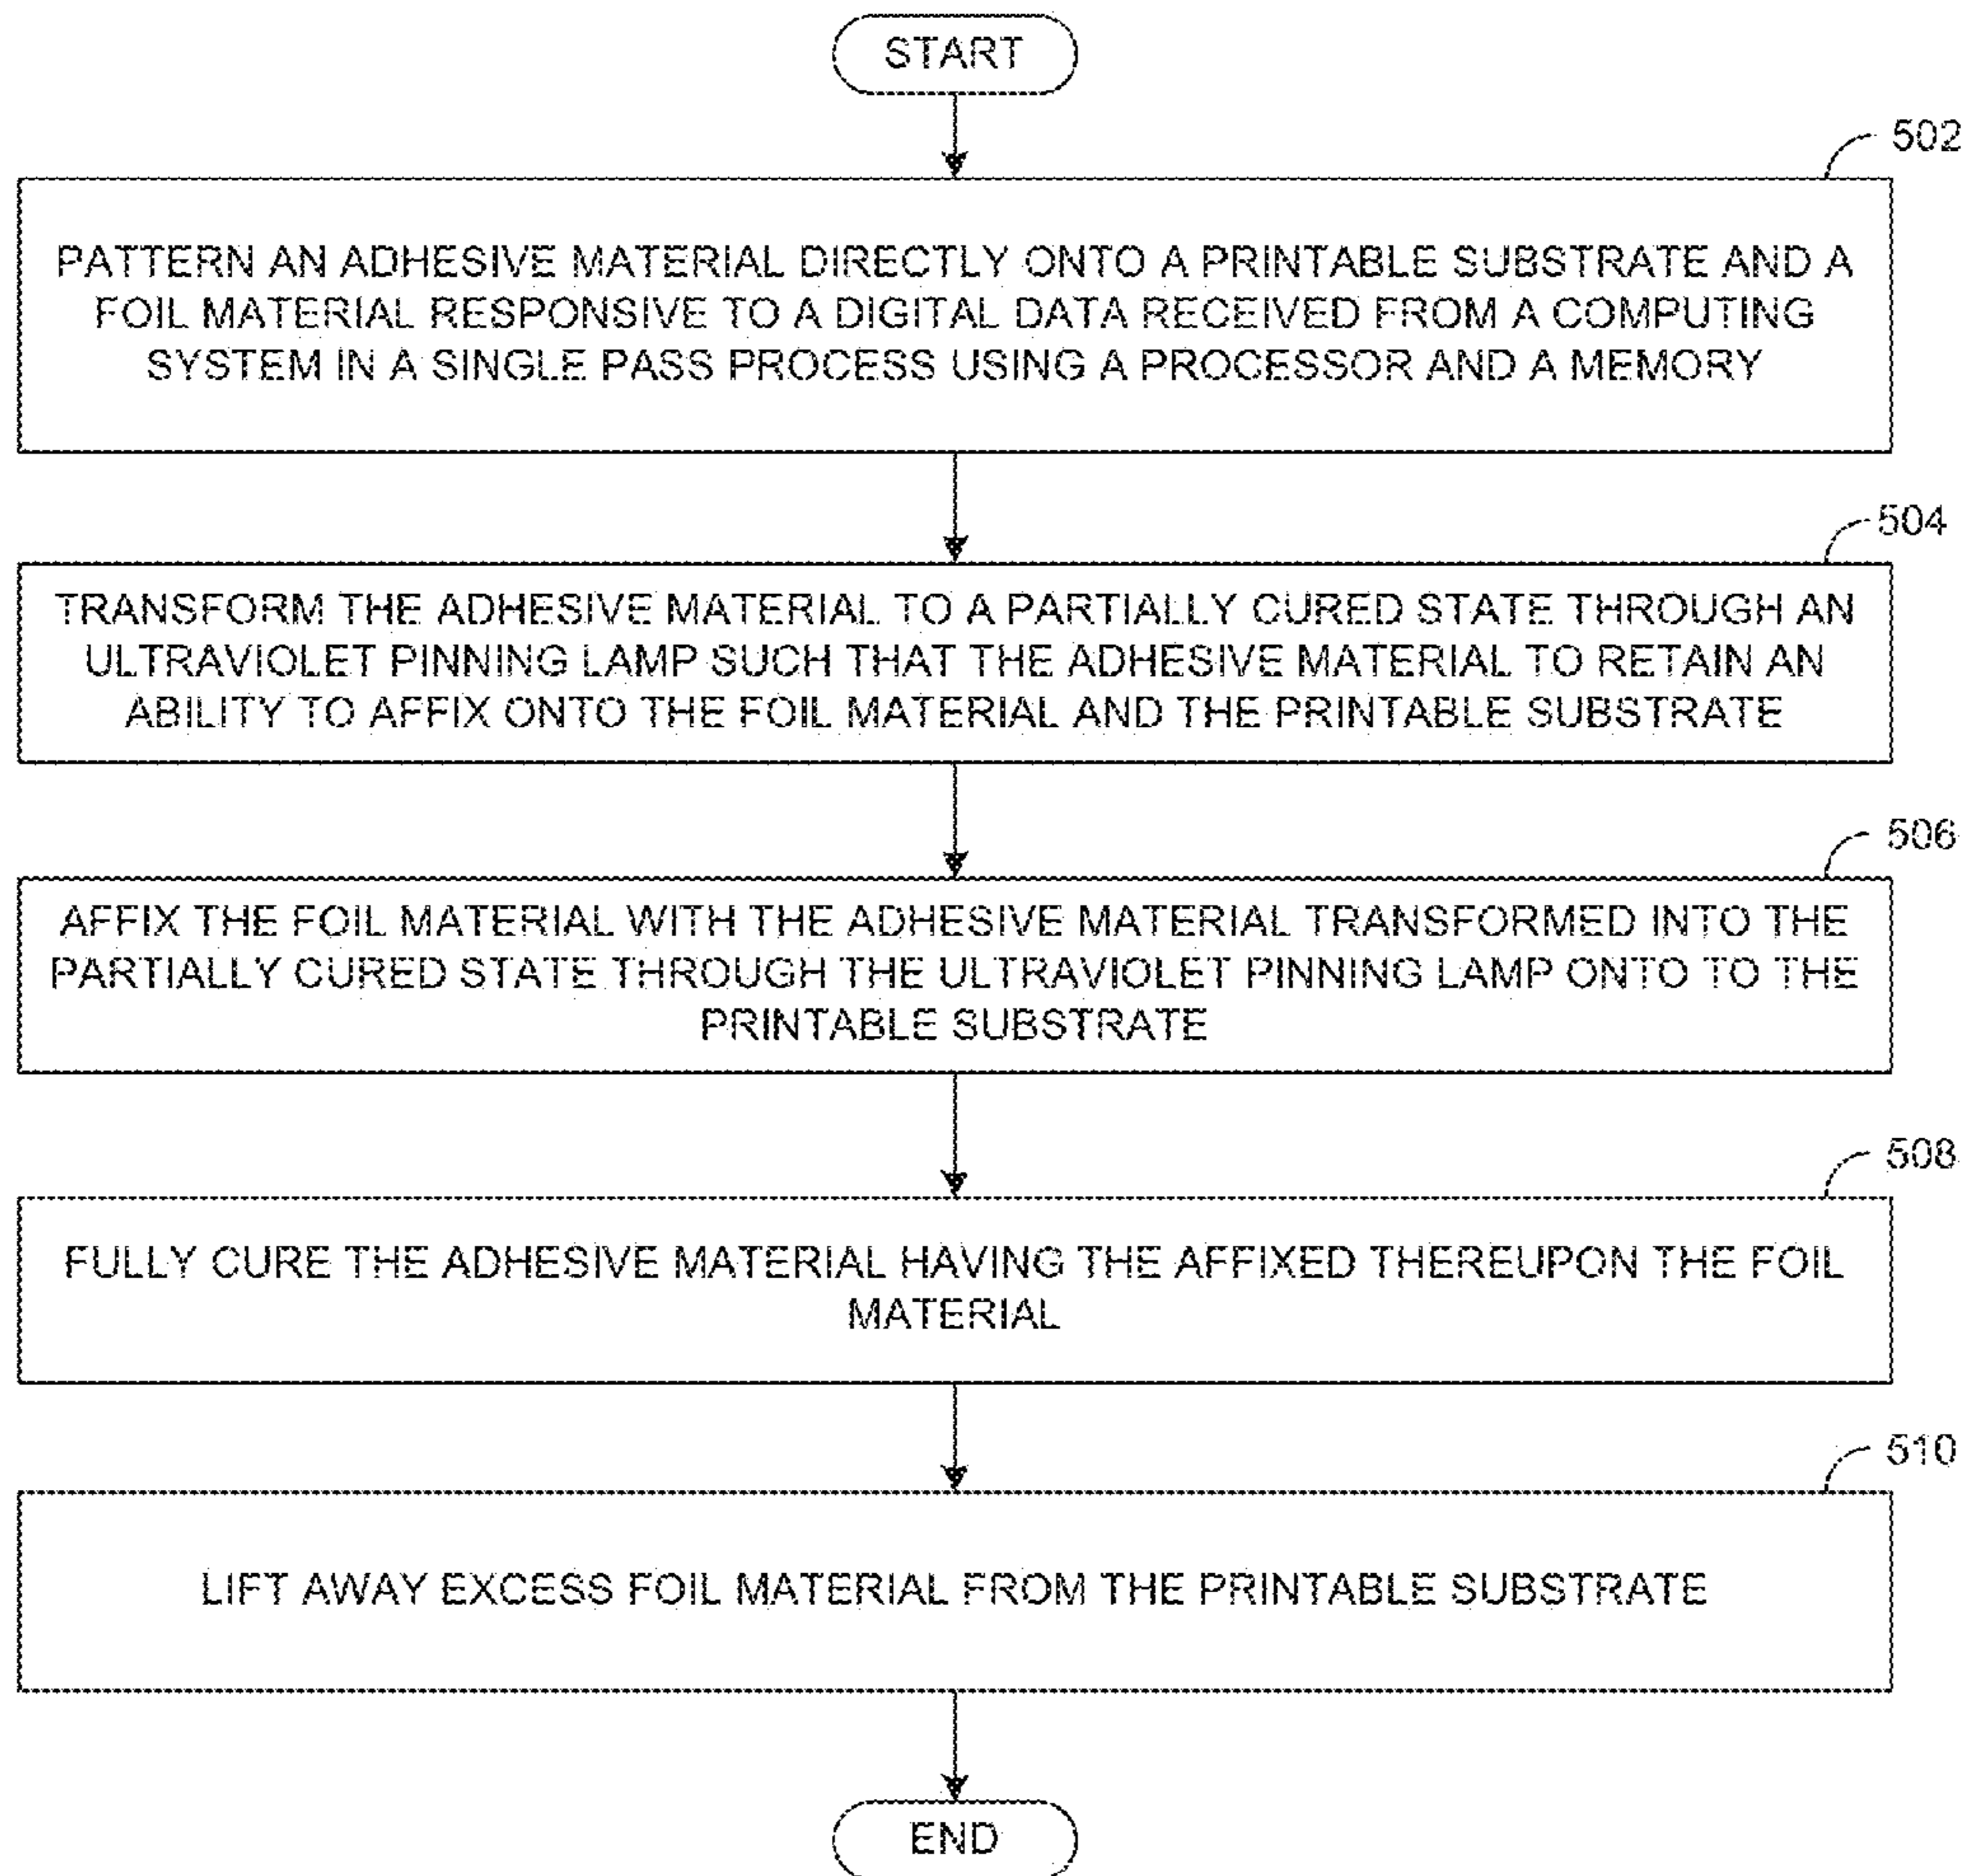 START
502
PATTERN AN ADHESIVE MATERIAL DIRECTLY ONTO A PRINTABLE SUBSTRATE AND A
FOIL MATERIAL RESPONSIVE TO A DIGITAL DATA RECEIVED FROM A COMPUTING
SYSTEM IN A SINGLE PASS PROCESS USING A PROCESSOR AND A MEMORY
504
TRANSFORM THE ADHESIVE MATERIAL TO A PARTIALLY CURED STATE THROUGH AN
ULTRAVIOLET PINNING LAMP SUCH THAT THE ADHESIVE MATERIAL TO RETAIN AN
ABILITY TO AFFIX ONTO THE FOIL MATERIAL AND THE PRINTABLE SUBSTRATE
506
AFFIX THE FOIL MATERIAL WITH THE ADHESIVE MATERIAL TRANSFORMED INTO THE
PARTIALLY CURED STATE THROUGH THE ULTRAVIOLET PINNING LAMP ONTO TO THE
PRINTABLE SUBSTRATE
508
FULLY CURE THE ADHESIVE MATERIAL HAVING THE AFFIXED THEREUPON THE FOIL
MATERIAL
510
LIFT AWAY EXCESS FOIL MATERIAL FROM THE PRINTABLE SUBSTRATE
END